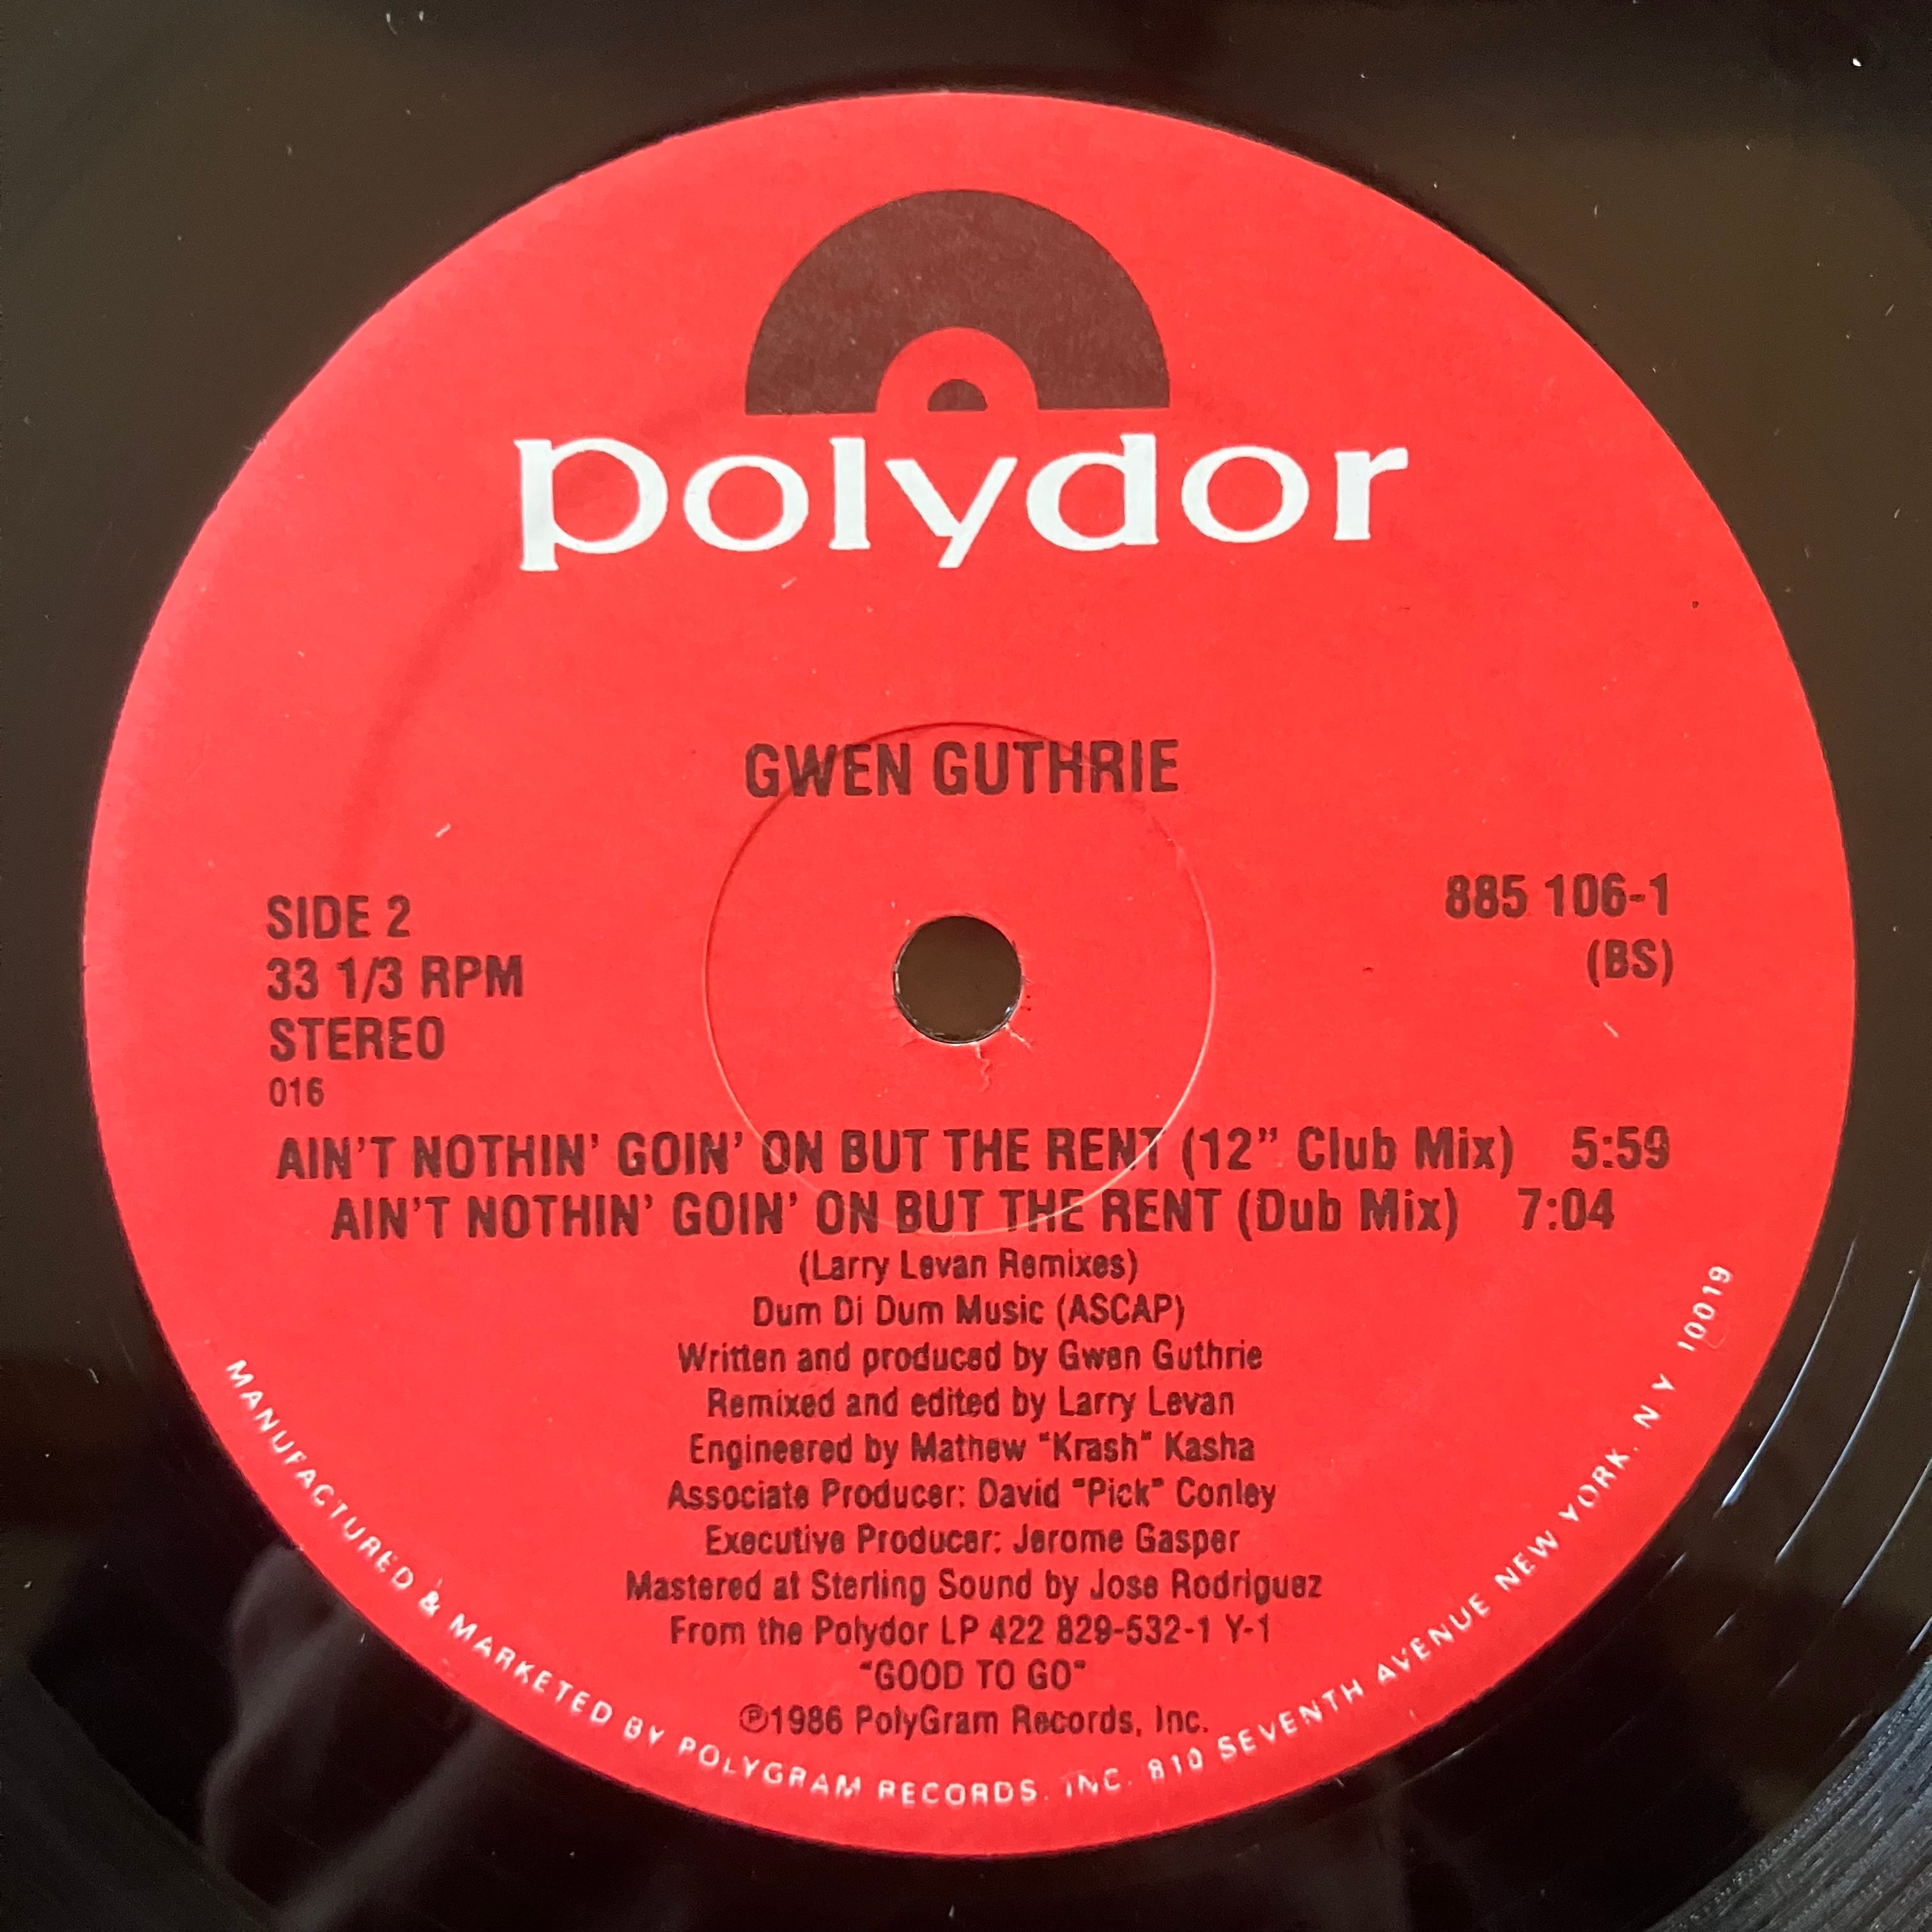 polydor
GWEN GUTHRIE
SIDE 2
33 1/3 RPM
STEREO
016
885 106-1
(BS)
AIN'T NOTHIN' GOIN' ON BUT THE RENT (12” Club Mix) 5:59
AIN'T NOTHIN' GOIN' ON BUT THE RENT (Dub Mix) 7:04
(Larry Levan Remixes)
Dum Di Dum Music (ASCAP)
Written and produced by Gwen Guthrie
Remixed and edited by Larry Levan
Engineered by Mathew "Krash" Kasha
Associate Producer: David "Pick" Conley
Executive Producer: Jerome Gasper
Mastered at Sterling Sound by Jose Rodriguez
From the Polydor LP 422 829-532-1 Y-1
"GOOD TO GO"
℗1986 PolyGram Records, Inc.
MANUFACTURED & MARKETED BY POLYGRAM RECORDS, INC. 810 SEVENTH AVENUE NEW YORK, N Y 10019